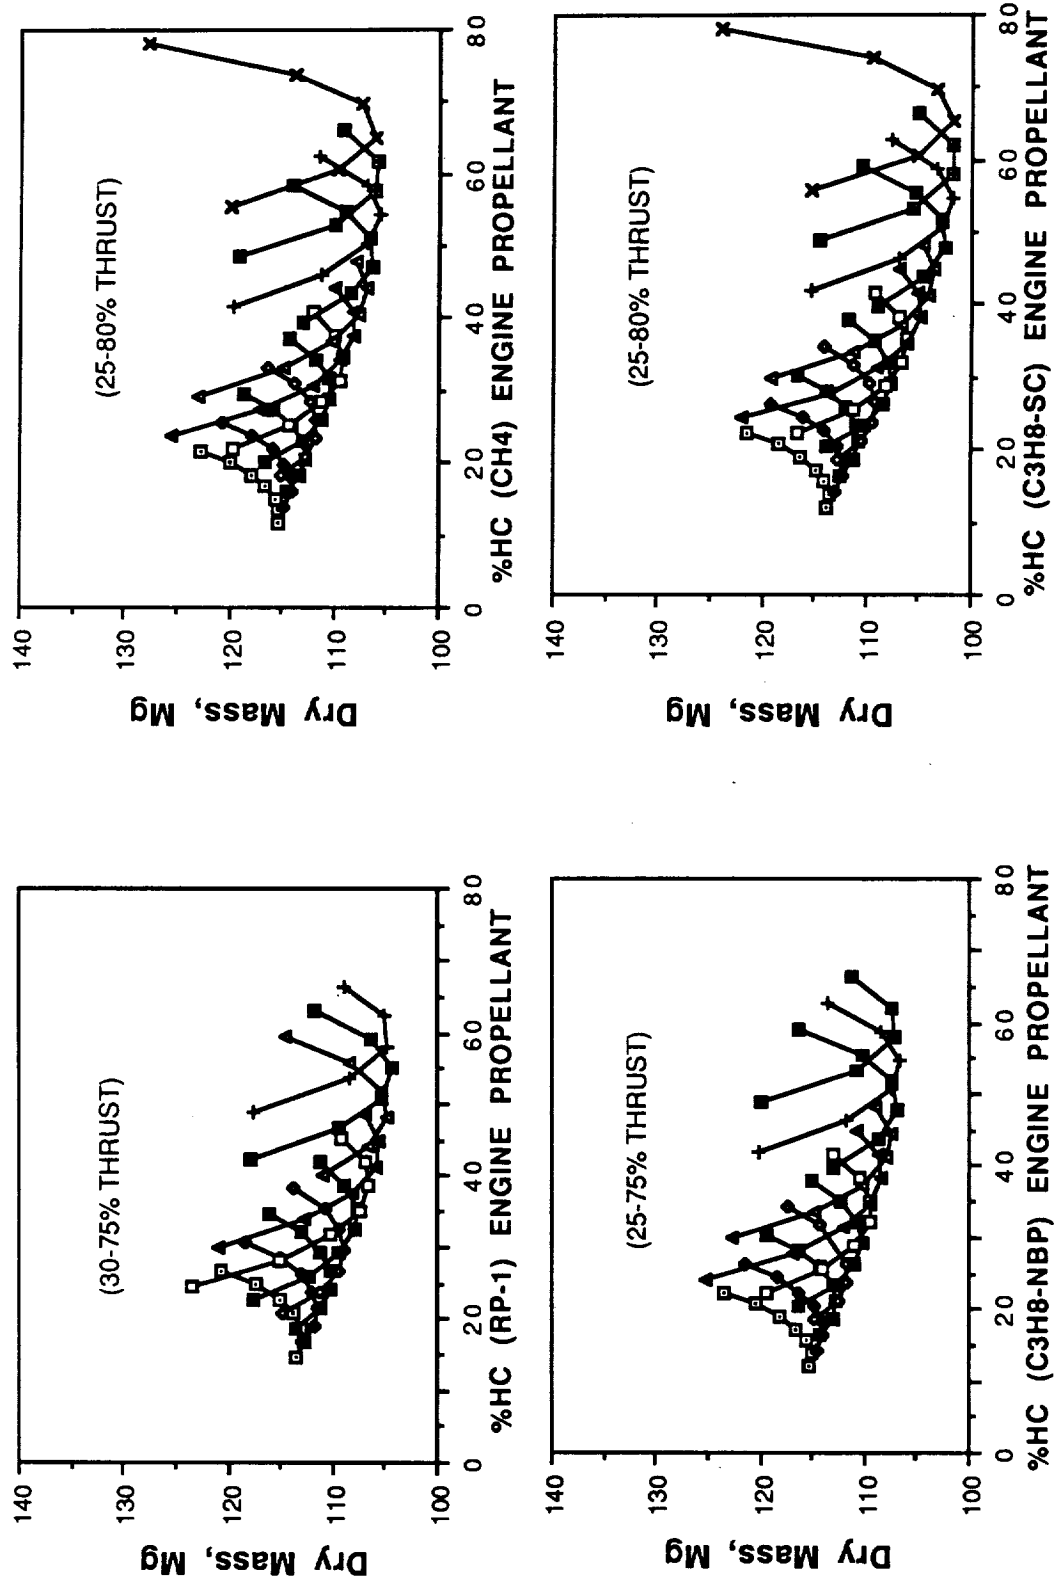 140
130
120
110
100
Dry Mass, Mg
(30-75% THRUST)
0 20 40 60 80
%HC (RP-1) ENGINE PROPELLANT
140
130
120
110
100
Dry Mass, Mg
(25-80% THRUST)
0 20 40 60 80
%HC (CH4) ENGINE PROPELLANT
140
130
120
110
100
Dry Mass, Mg
(25-75% THRUST)
0 20 40 60 80
%HC (C3H8-NBP) ENGINE PROPELLANT
140
130
120
110
100
Dry Mass, Mg
(25-80% THRUST)
0 20 40 60 80
%HC (C3H8-SC) ENGINE PROPELLANT